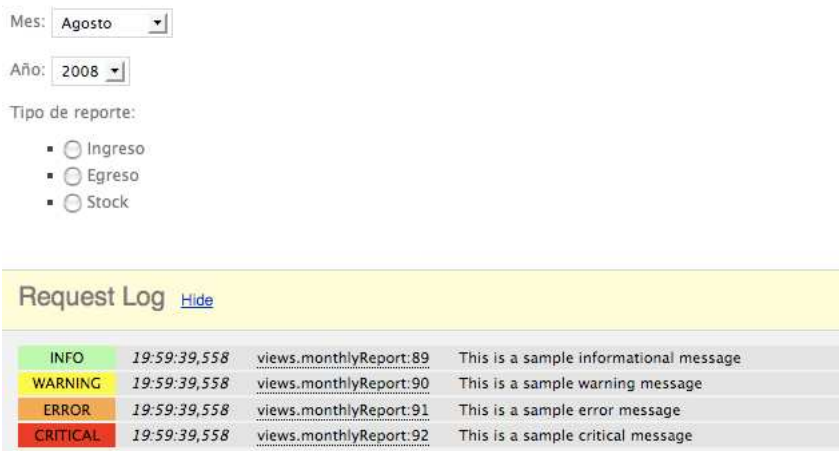 Mes: Agosto
Año: 2008
Tipo de reporte:
Ingreso
Egreso
Stock
Request Log Hide
INFO 19:59:39,558 views.monthlyReport:89 This is a sample informational message
WARNING 19:59:39,558 views.monthlyReport:90 This is a sample warning message
ERROR 19:59:39,558 views.monthlyReport:91 This is a sample error message
CRITICAL 19:59:39,558 views.monthlyReport:92 This is a sample critical message